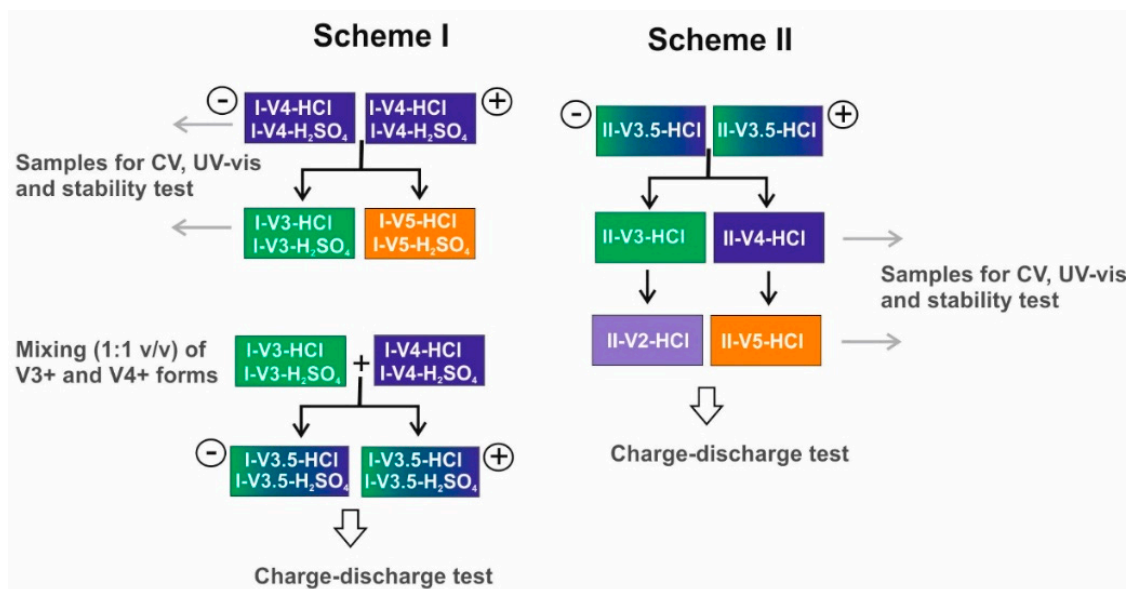 Scheme I
⊖
I-V4-HCl
I-V4-H₂SO₄
I-V4-HCl
I-V4-H₂SO₄
⊕
Samples for CV, UV-vis
and stability test
I-V3-HCl
I-V3-H₂SO₄
I-V5-HCl
I-V5-H₂SO₄
Mixing (1:1 v/v) of
V3+ and V4+ forms
I-V3-HCl
I-V3-H₂SO₄
+
I-V4-HCl
I-V4-H₂SO₄
⊖
I-V3.5-HCl
I-V3.5-H₂SO₄
I-V3.5-HCl
I-V3.5-H₂SO₄
⊕
Charge-discharge test
Scheme II
⊖
II-V3.5-HCl
II-V3.5-HCl
⊕
II-V3-HCl
II-V4-HCl
Samples for CV, UV-vis
and stability test
II-V2-HCl
II-V5-HCl
Charge-discharge test